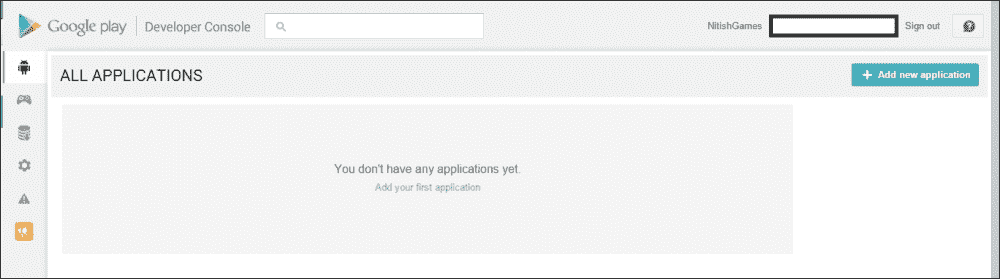 Google play Developer Console NitishGames Sign out
ALL APPLICATIONS + Add new application
You don't have any applications yet.
Add your first application